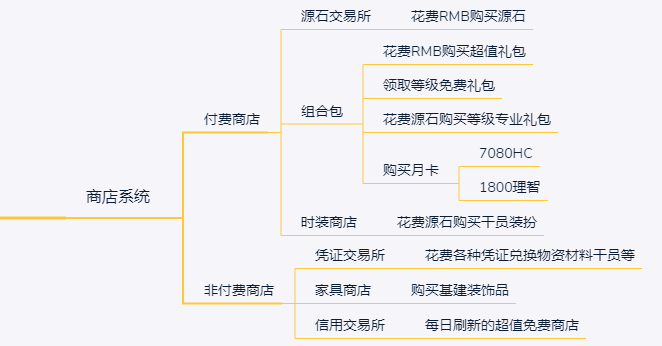 源石交易所 花费RMB购买源石
花费RMB购买超值礼包
领取等级免费礼包
组合包
付费商店
花费源石购买等级专业礼包
7080HC
购买月卡
1800理智
商店系统
时装商店 花费源石购买干员装扮
凭证交易所 花费各种凭证兑换物资材料干员等
非付费商店 家具商店 购买基建装饰品
信用交易所 每日刷新的超值免费商店